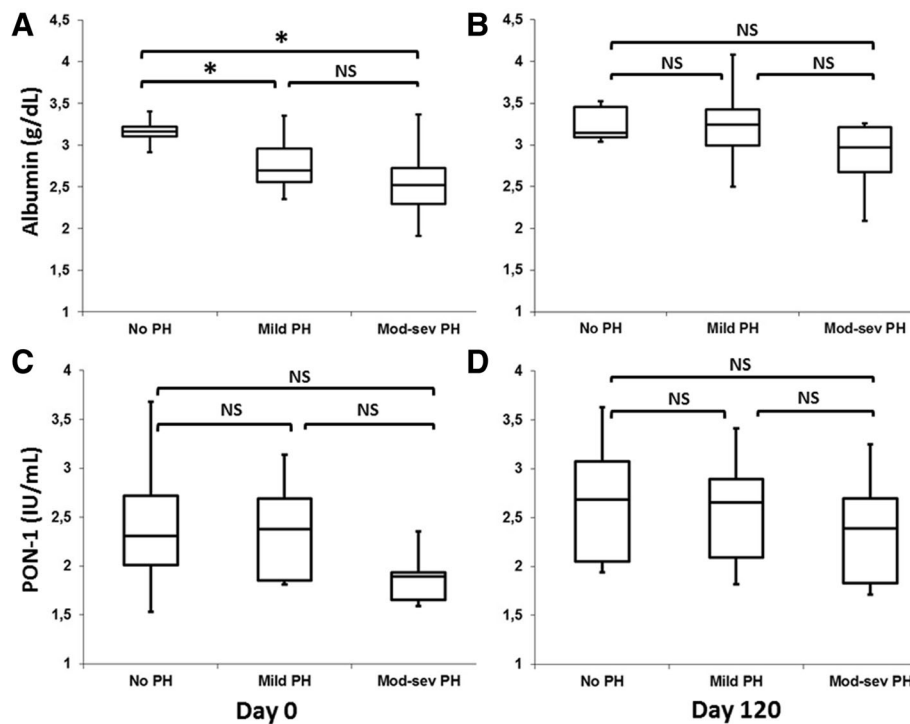 A
Albumin (g/dL)
4,5
4
3,5
3
2,5
2
1,5
1
*
*
NS
No PH Mild PH Mod-sev PH
B
4,5
4
3,5
3
2,5
2
1,5
1
NS
NS NS
No PH Mild PH Mod-sev PH
C
PON-1 (IU/mL)
4
3,5
3
2,5
2
1,5
1
NS
NS NS
No PH Mild PH Mod-sev PH
Day 0
D
4
3,5
3
2,5
2
1,5
1
NS
NS NS
No PH Mild PH Mod-sev PH
Day 120